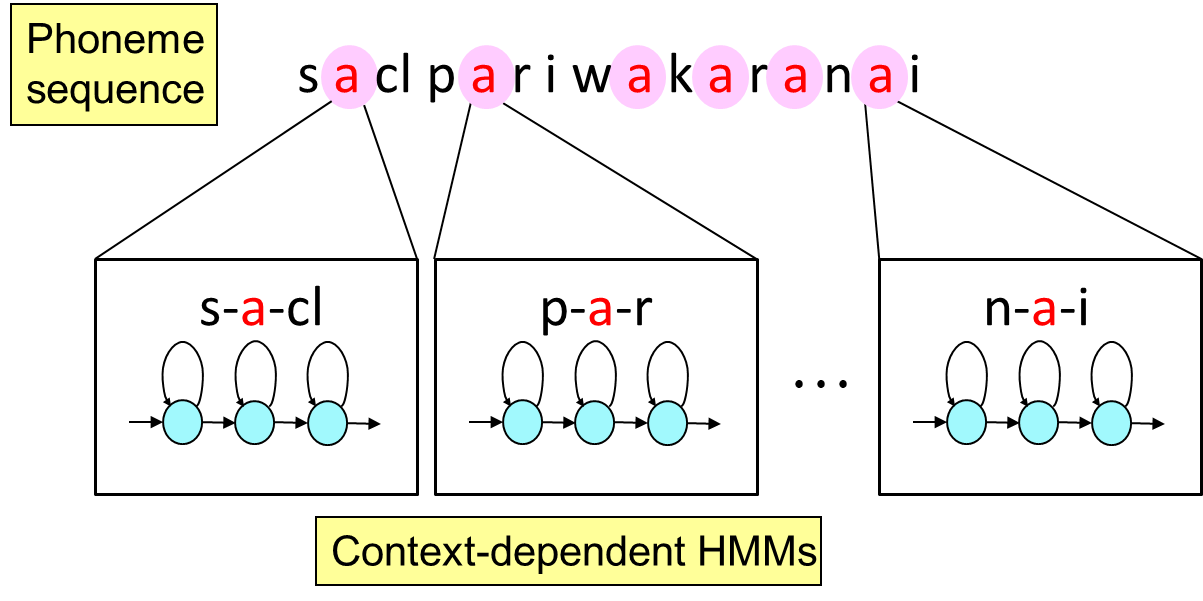 Phoneme
sequence
s a cl p a r i w a k a r a n a i
s-a-cl
p-a-r
...
n-a-i
Context-dependent HMMs